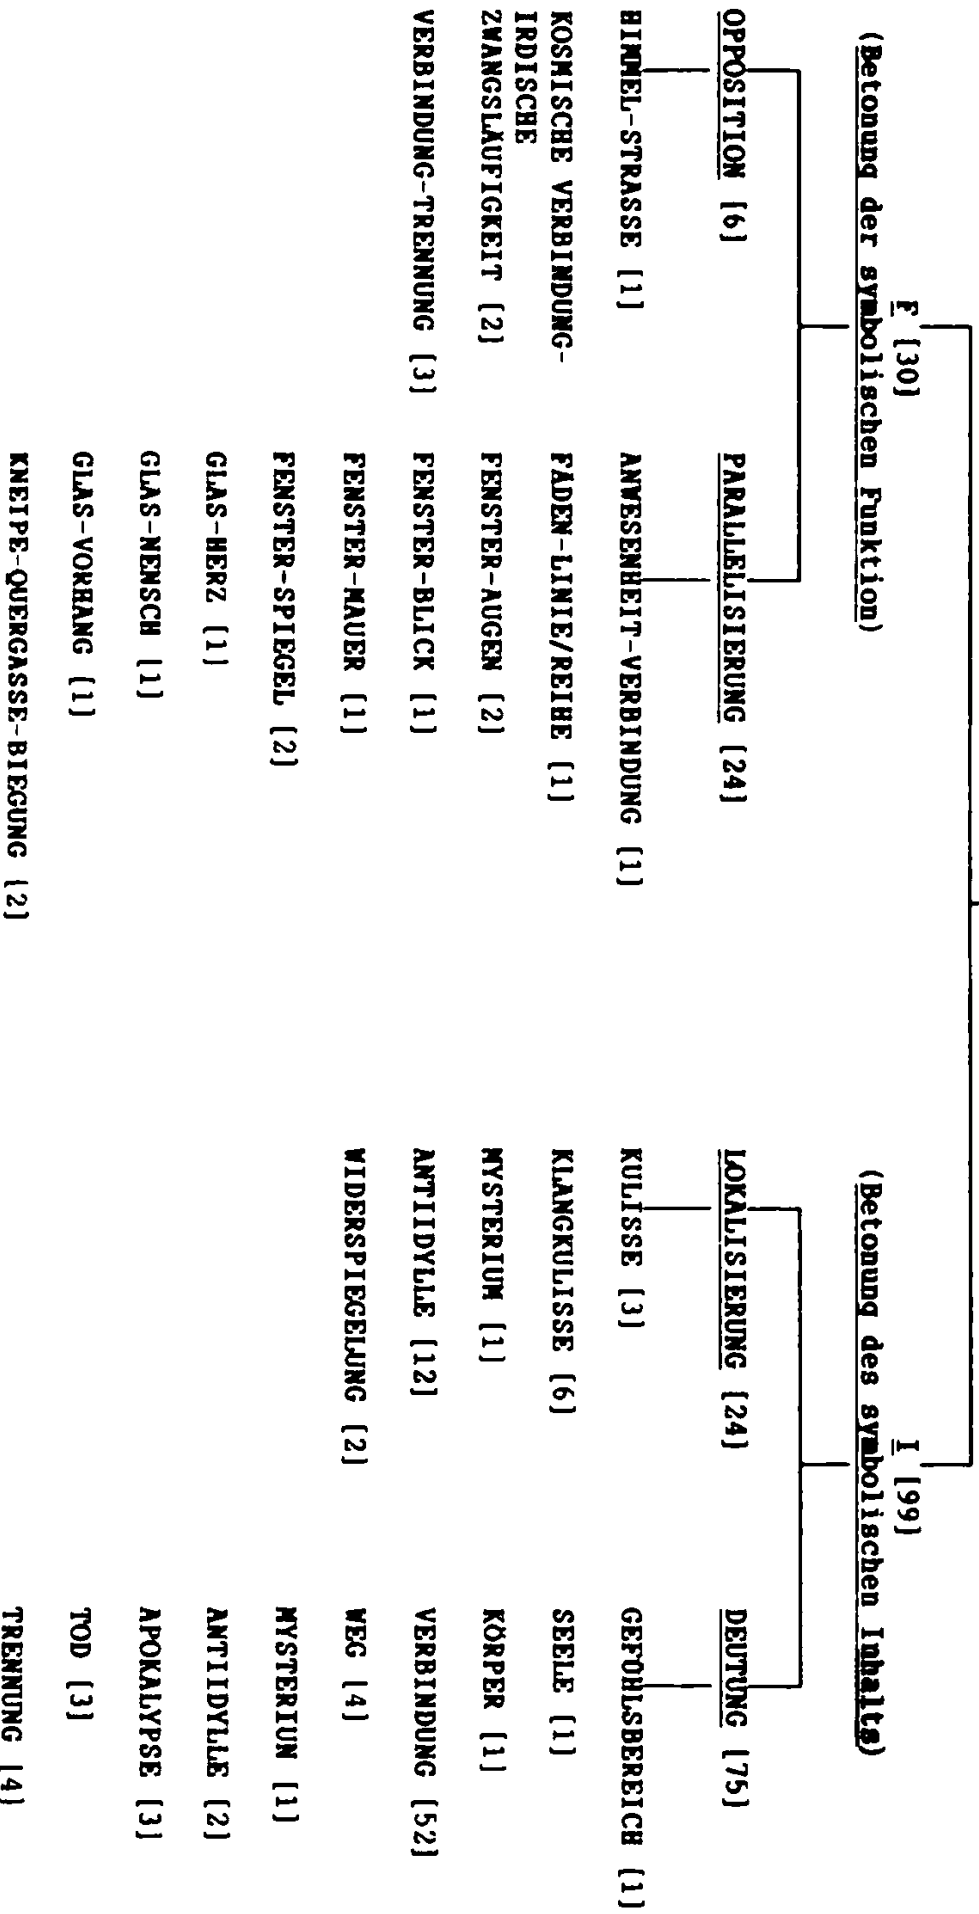 F [30]
(Betonung der symbolischen Funktion)
OPPOSITION [6]
HIMMEL-STRASSE [1]
KOSMISCHE VERBINDUNG-
IRDISCHE
ZWANGSLÄUFIGKEIT [2]
VERBINDUNG-TRENNUNG [3]
PARALLELISIERUNG [24]
ANWESENHEIT-VERBINDUNG [1]
FADEN-LINIE/REIHE [1]
FENSTER-AUGEN [2]
FENSTER-BLICK [1]
FENSTER-MAUER [1]
FENSTER-SPIEGEL [2]
GLAS-HERZ [1]
GLAS-MENSCH [1]
GLAS-VORHANG [1]
KNEIPE-QUERGASSE-BIEGUNG [2]
I [99]
(Betonung des symbolischen Inhalts)
LOKALISIERUNG [24]
KULISSE [3]
KLANGKULISSE [6]
MYSTERIUM [1]
ANTIIDYLLE [12]
WIDERSPIEGELUNG [2]
DEUTUNG [75]
GEFÜHLSBEREICH [1]
SEELE [1]
KÖRPER [1]
VERBINDUNG [52]
WEG [4]
MYSTERIUM [1]
ANTIIDYLLE [2]
APOKALYPSE [3]
TOD [3]
TRENNUNG [4]